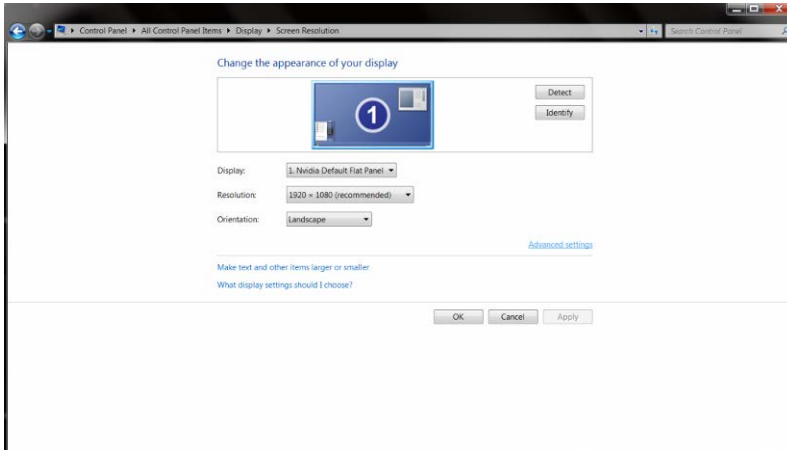 Control Panel ▸ All Control Panel Items ▸ Display ▸ Screen Resolution
Search Control Panel
Change the appearance of your display
1
Detect
Identify
Display: 1. Nvidia Default Flat Panel
Resolution: 1920 × 1080 (recommended)
Orientation: Landscape
Advanced settings
Make text and other items larger or smaller
What display settings should I choose?
OK Cancel Apply